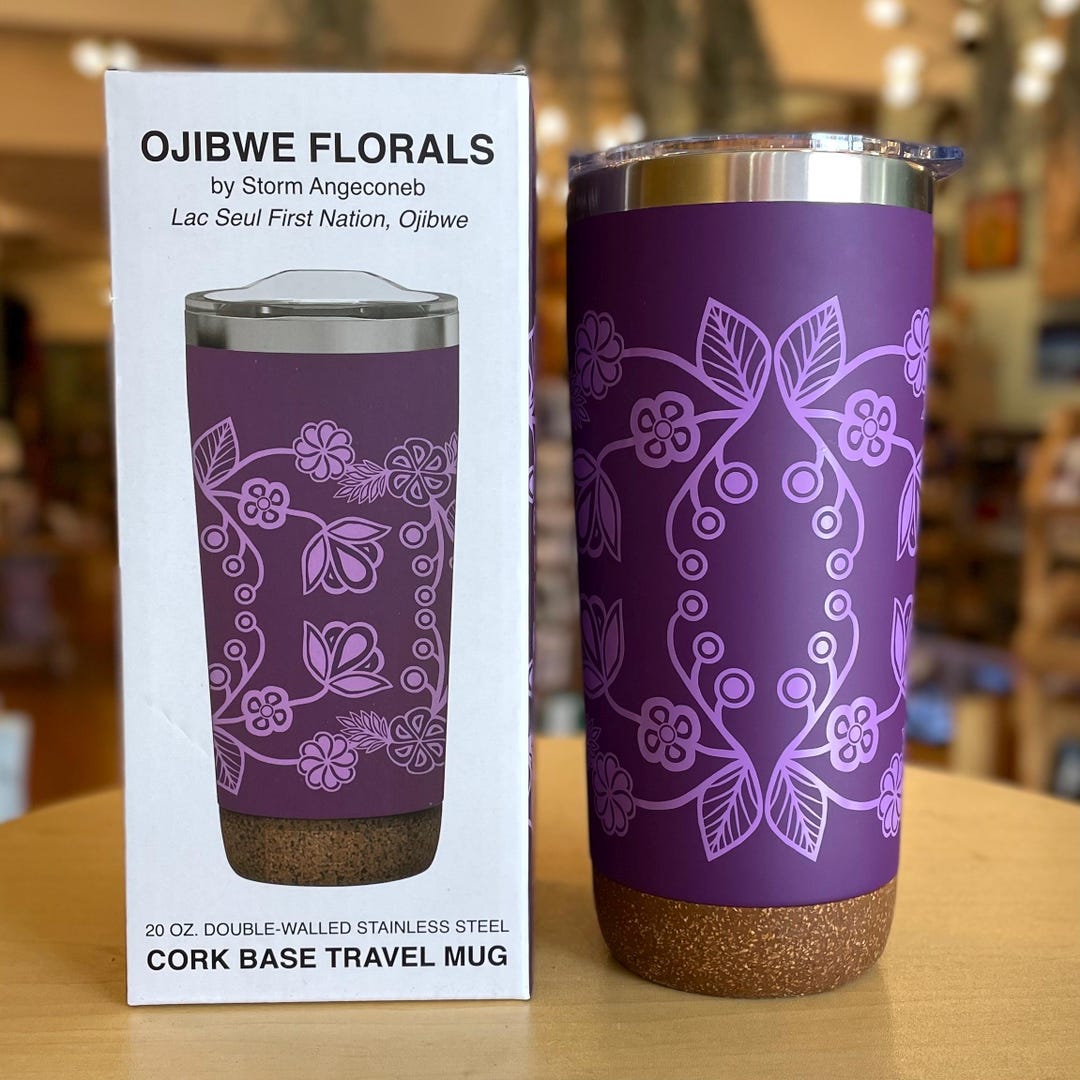 OJIBWE FLORALS
by Storm Angeconeb
Lac Seul First Nation, Ojibwe
20 OZ. DOUBLE-WALLED STAINLESS STEEL
CORK BASE TRAVEL MUG